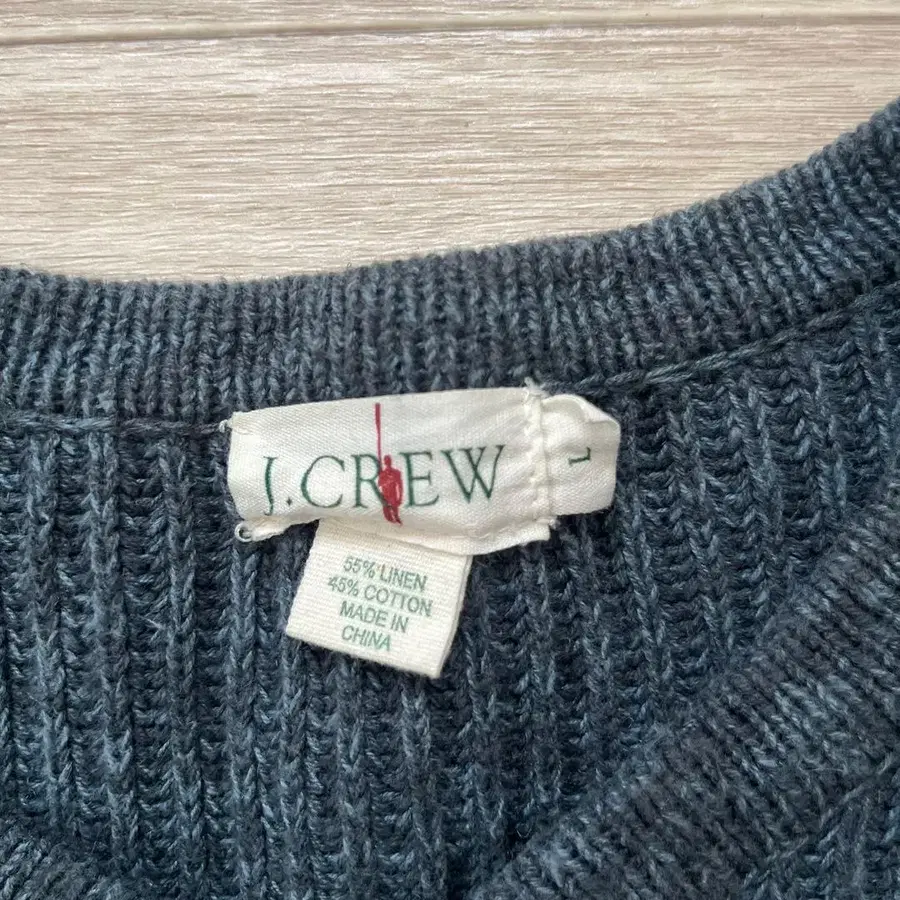 J.CREW
L
55% LINEN
45% COTTON
MADE IN
CHINA